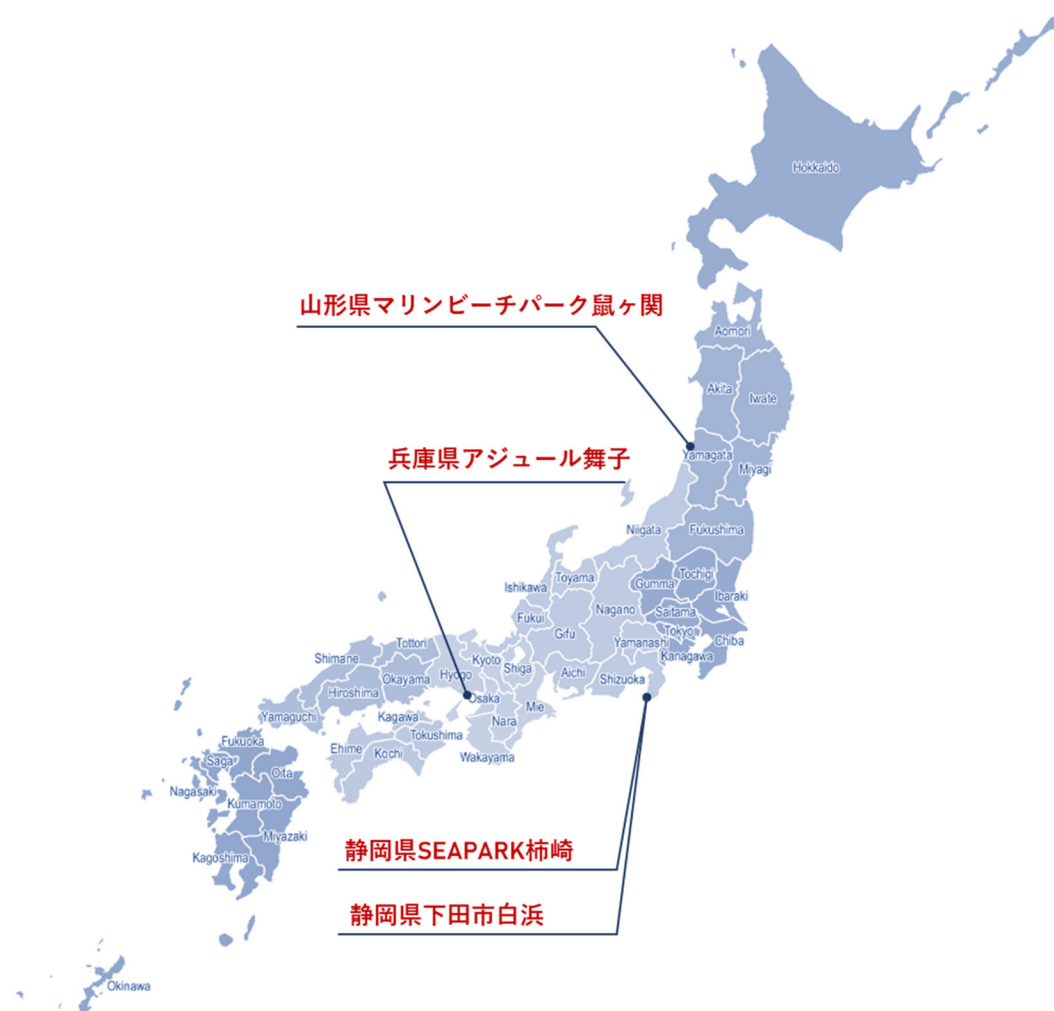 Hokkaido
山形県マリンビーチパーク鼠ヶ関
Aomori
Akita
Iwate
兵庫県アジュール舞子
Yamagata
Miyagi
Niigata
Fukushima
Ishikawa
Toyama
Gumma
Tochigi
Ibaraki
Fukui
Nagano
Saitama
Gifu
Yamanashi
Tokyo
Chiba
Kanagawa
Shimane
Tottori
Kyoto
Shiga
Aichi
Shizuoka
Hyogo
Okayama
Hiroshima
Osaka
Mie
Yamaguchi
Kagawa
Nara
Tokushima
Wakayama
Ehime
Kochi
Fukuoka
Saga
Oita
Nagasaki
Kumamoto
Miyazaki
Kagoshima
静岡県SEAPARK柿崎
静岡県下田市白浜
Okinawa